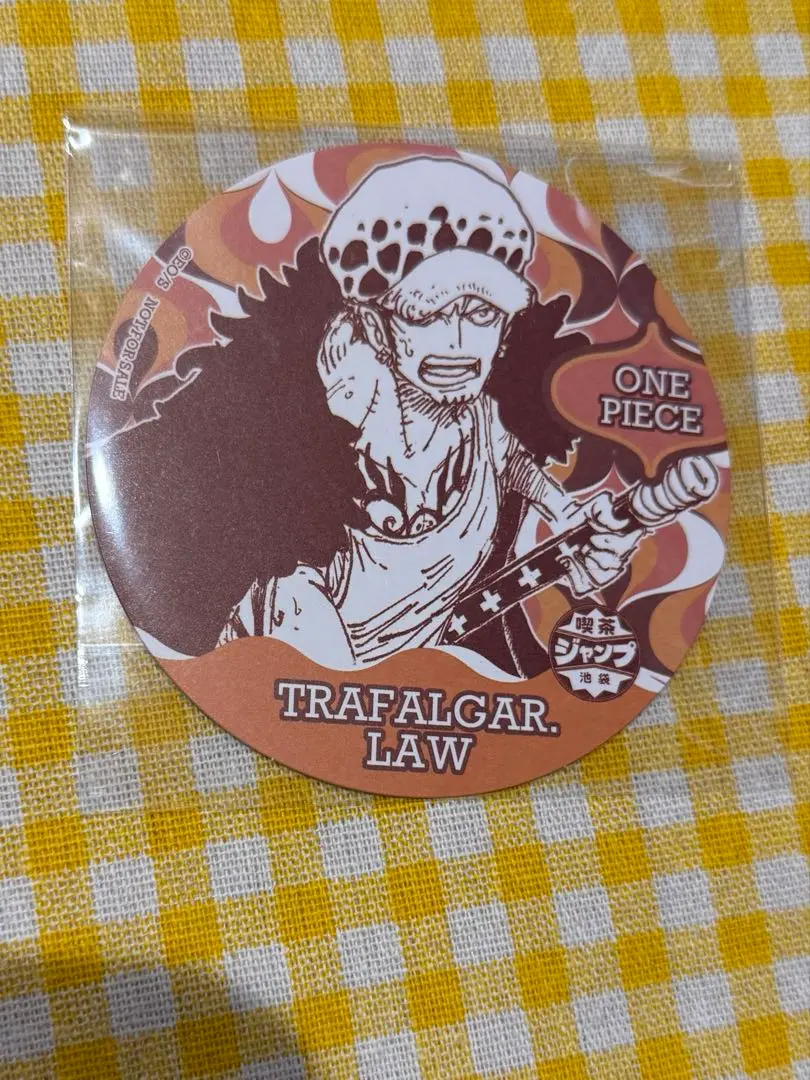 ©EO/S NOT FOR SALE
ONE
PIECE
喫茶
ジャンプ
池袋
TRAFALGAR.
LAW